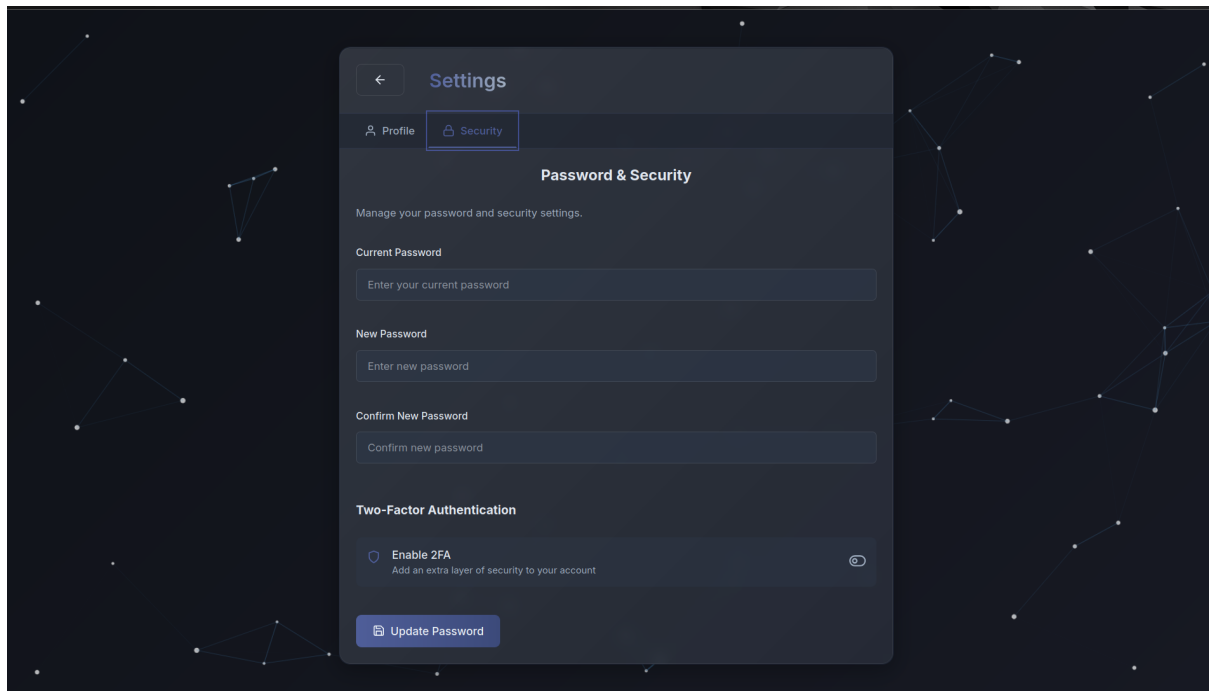 Settings
Profile
Security
Password & Security
Manage your password and security settings.
Current Password
Enter your current password
New Password
Enter new password
Confirm New Password
Confirm new password
Two-Factor Authentication
Enable 2FA
Add an extra layer of security to your account
Update Password